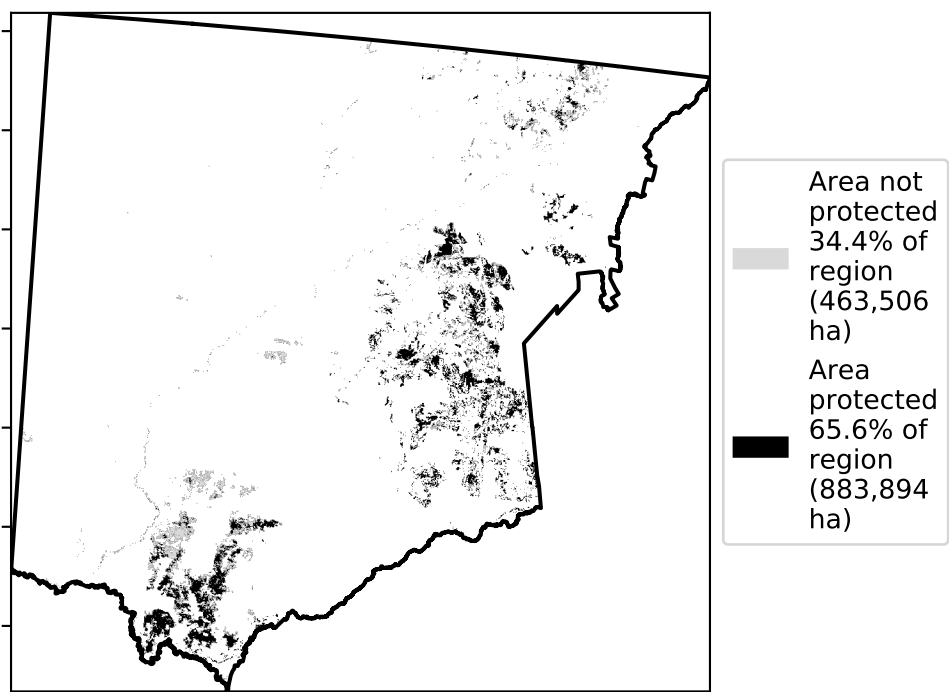 Area not
protected
34.4% of
region
(463,506
ha)
Area
protected
65.6% of
region
(883,894
ha)